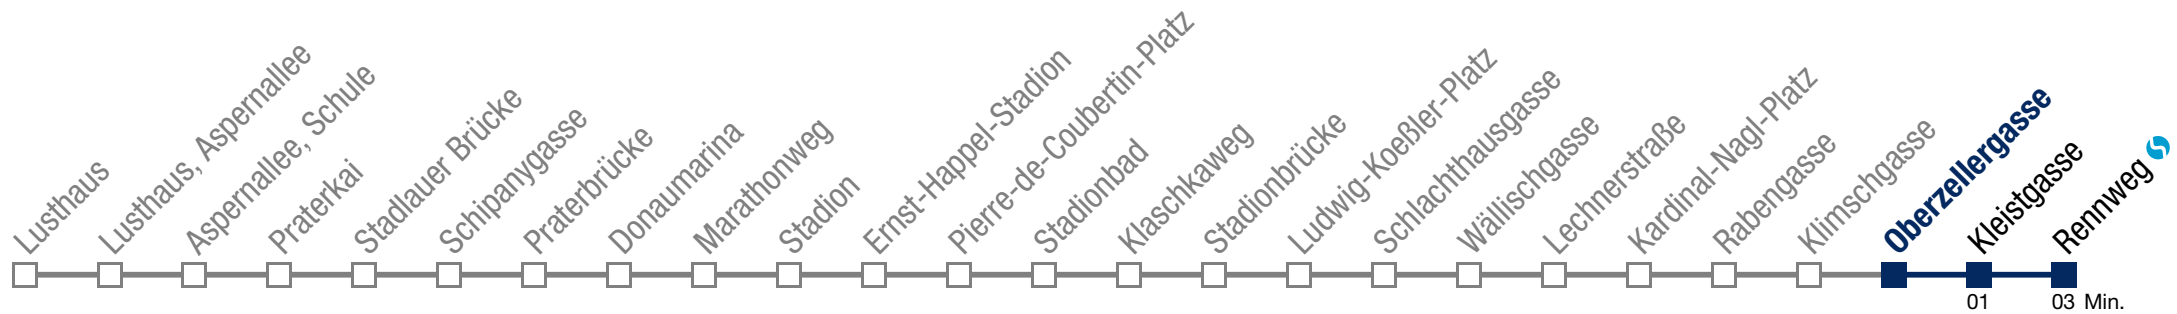 Lusthaus
Lusthaus, Aspernallee
Aspernallee, Schule
Praterkai
Stadlauer Brücke
Schipanygasse
Praterbrücke
Donaumarina
Marathonweg
Stadion
Ernst-Happel-Stadion
Pierre-de-Coubertin-Platz
Stadionbad
Klaschkaweg
Stadionbrücke
Ludwig-Koeßler-Platz
Schlachthausgasse
Wällischgasse
Lechnerstraße
Kardinal-Nagl-Platz
Rabengasse
Klimschgasse
Oberzellergasse
Kleistgasse
Rennweg
01 03 Min.